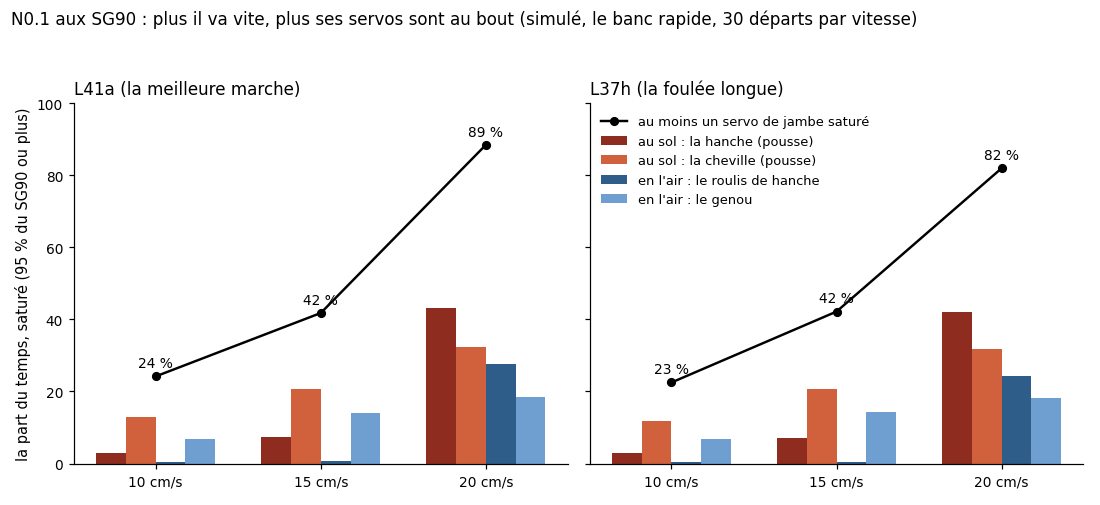 N0.1 aux SG90 : plus il va vite, plus ses servos sont au bout (simulé, le banc rapide, 30 départs par vitesse)
L41a (la meilleure marche)
la part du temps, saturé (95 % du SG90 ou plus)
100
80
60
40
20
0
24 %
42 %
89 %
10 cm/s
15 cm/s
20 cm/s
L37h (la foulée longue)
au moins un servo de jambe saturé
au sol : la hanche (pousse)
au sol : la cheville (pousse)
en l'air : le roulis de hanche
en l'air : le genou
23 %
42 %
82 %
10 cm/s
15 cm/s
20 cm/s